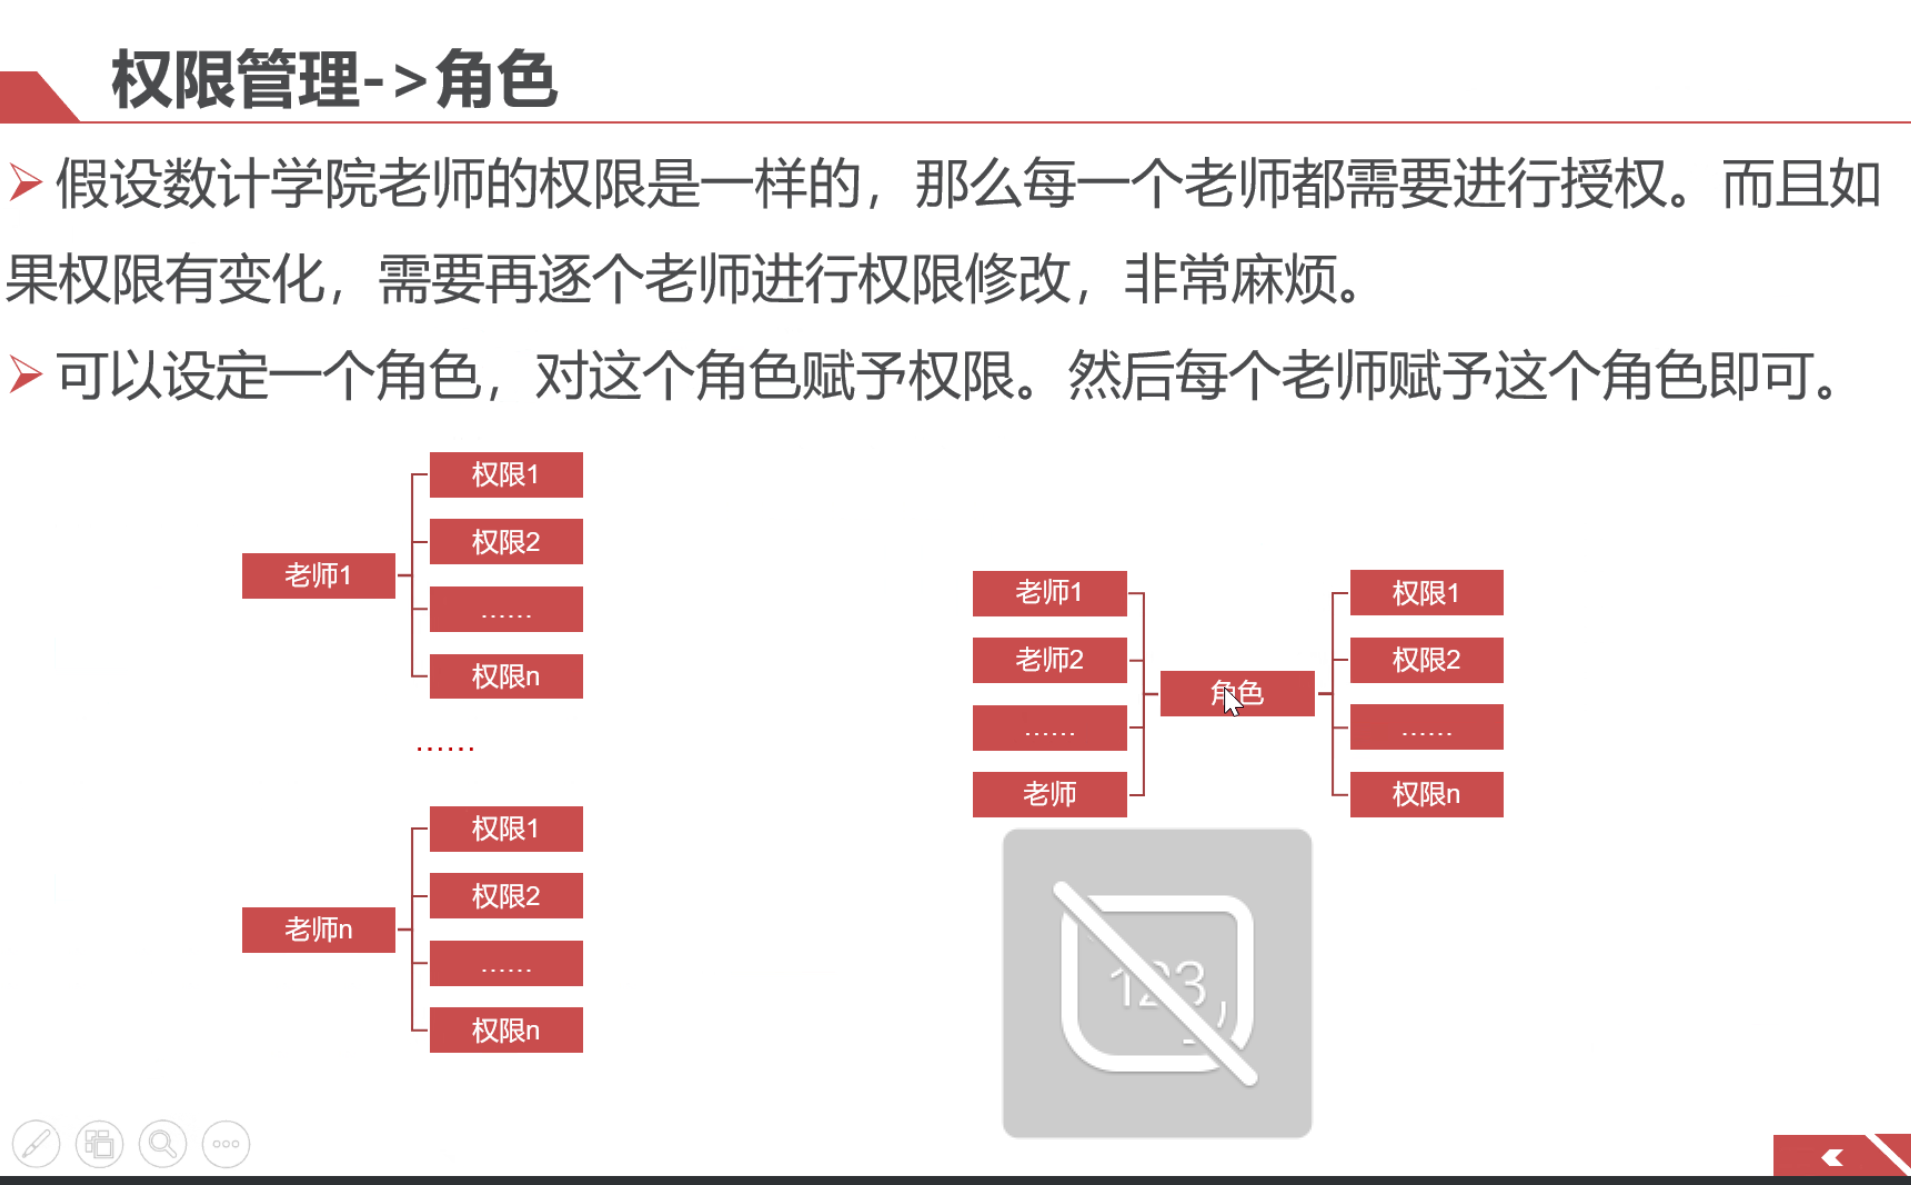 权限管理->角色
假设数计学院老师的权限是一样的，那么每一个老师都需要进行授权。而且如
果权限有变化，需要再逐个老师进行权限修改，非常麻烦。
可以设定一个角色，对这个角色赋予权限。然后每个老师赋予这个角色即可。
老师1
权限1
权限2
……
权限n
……
老师n
权限1
权限2
……
权限n
老师1
老师2
……
老师
角色
权限1
权限2
……
权限n
123